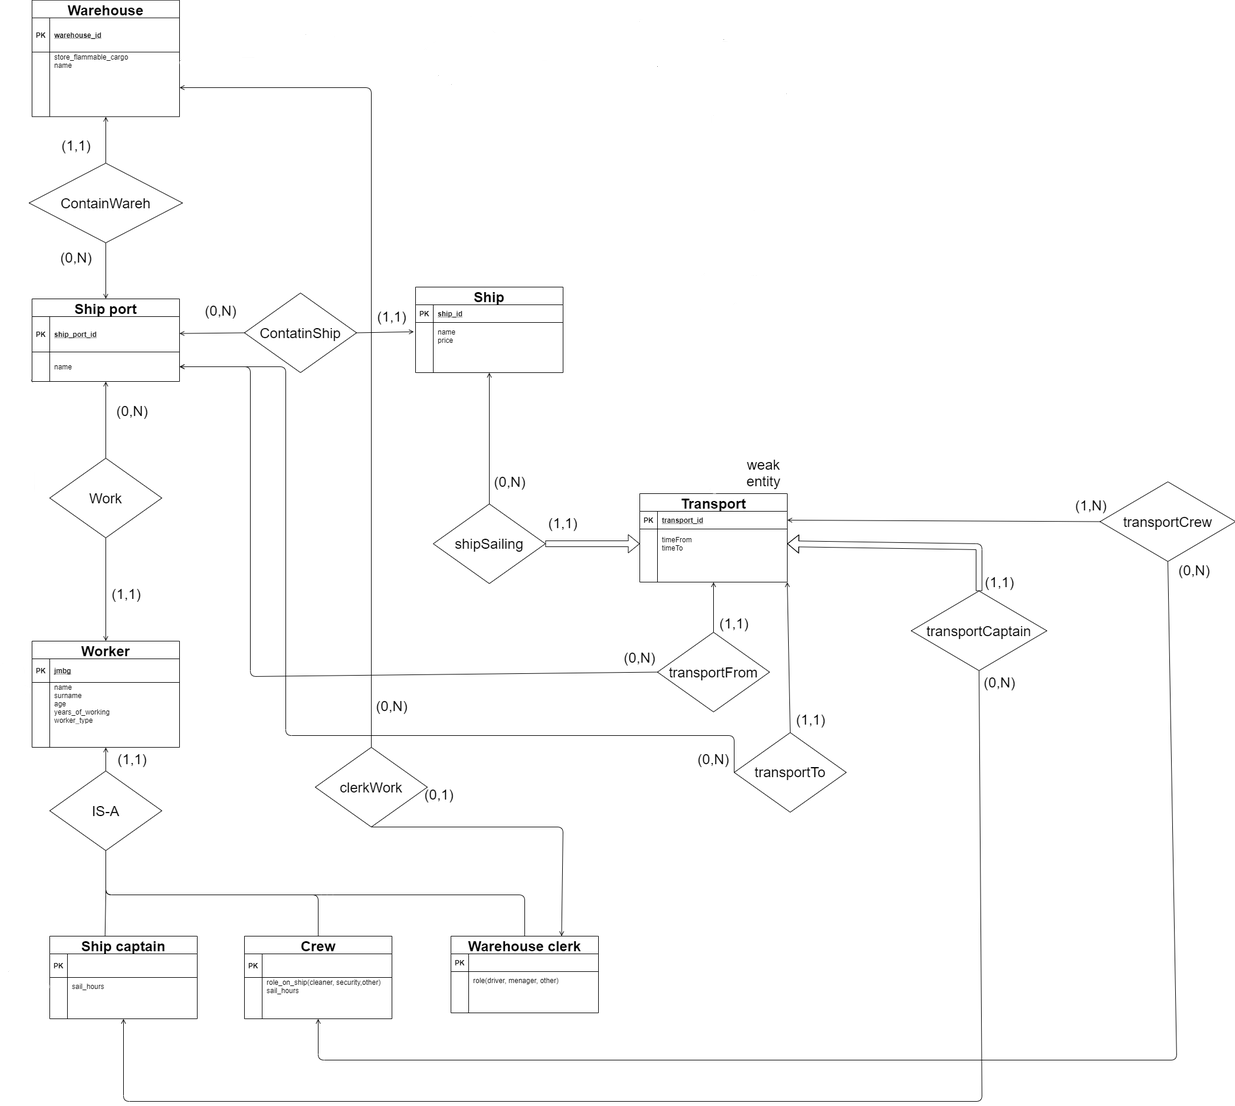 Warehouse
PK warehouse_id
store_flammable_cargo
name
(1,1)
ContainWareh
(0,N)
Ship port
PK ship_port_id
name
(0,N)
ContatinShip
(1,1)
Ship
PK ship_id
name
price
(0,N)
Work
(1,1)
(0,N)
shipSailing
(1,1)
weak
entity
Transport
PK transport_id
timeFrom
timeTo
(1,N)
transportCrew
(0,N)
(1,1)
transportCaptain
(0,N)
(1,1)
transportFrom
(0,N)
(1,1)
transportTo
(0,N)
Worker
PK jmbg
name
surname
age
years_of_working
worker_type
(1,1)
IS-A
(0,N)
clerkWork
(0,1)
Ship captain
PK
sail_hours
Crew
PK
role_on_ship(cleaner, security,other)
sail_hours
Warehouse clerk
PK
role(driver, menager, other)